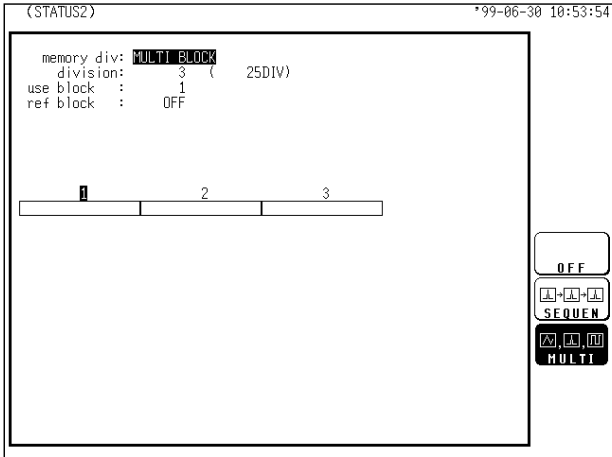 (STATUS2) '99-06-30 10:53:54
memory div: MULTI BLOCK
division: 3 ( 25DIV)
use block : 1
ref block : OFF
1 2 3
OFF
SEQUEN
MULTI